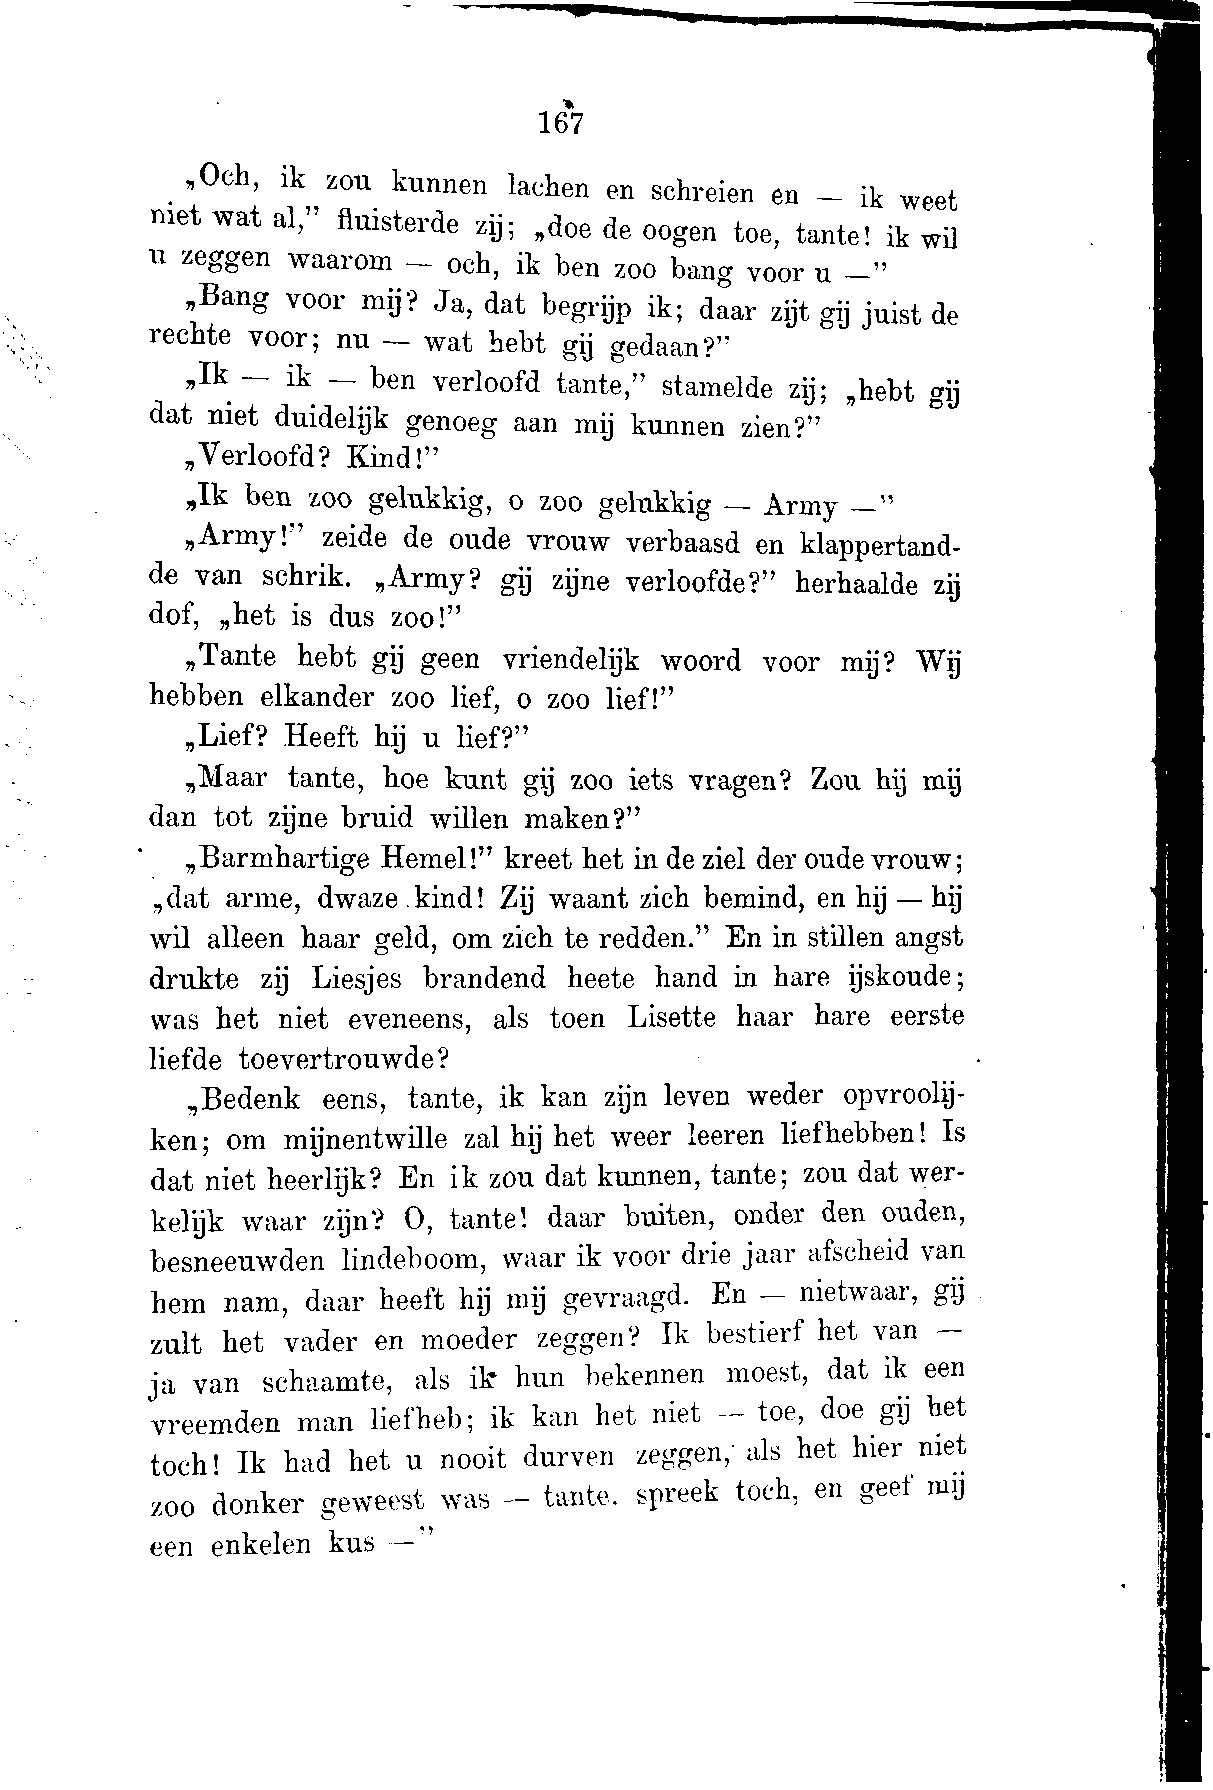 167
„Och, ik zou kunnen lachen en schreien en — ik weet
niet wat al,” fluisterde zij; „doe de oogen toe, tante! ik wil
u zeggen waarom — och, ik ben zoo bang voor u —”
„Bang voor mij? Ja, dat begrijp ik; daar zijt gij juist de
rechte voor; nu — wat hebt gij gedaan?”
„Ik — ik — ben verloofd tante,” stamelde zij; „hebt gij
dat niet duidelijk genoeg aan mij kunnen zien?”
„Verloofd? Kind!”
„Ik ben zoo gelukkig, o zoo gelukkig — Army —”
„Army!” zeide de oude vrouw verbaasd en klappertand-
de van schrik. „Army? gij zijne verloofde?” herhaalde zij
dof, „het is dus zoo!”
„Tante hebt gij geen vriendelijk woord voor mij? Wij
hebben elkander zoo lief, o zoo lief!”
„Lief? Heeft hij u lief?”
„Maar tante, hoe kunt gij zoo iets vragen? Zou hij mij
dan tot zijne bruid willen maken?”
„Barmhartige Hemel!” kreet het in de ziel der oude vrouw;
„dat arme, dwaze kind! Zij waant zich bemind, en hij — hij
wil alleen haar geld, om zich te redden.” En in stillen angst
drukte zij Liesjes brandend heete hand in hare ijskoude;
was het niet eveneens, als toen Lisette haar hare eerste
liefde toevertrouwde?
„Bedenk eens, tante, ik kan zijn leven weder opvroolij-
ken; om mijnentwille zal hij het weer leeren liefhebben! Is
dat niet heerlijk? En ik zou dat kunnen, tante; zou dat wer-
kelijk waar zijn? O, tante! daar buiten, onder den ouden,
besneeuwden lindeboom, waar ik voor drie jaar afscheid van
hem nam, daar heeft hij mij gevraagd. En — nietwaar, gij
zult het vader en moeder zeggen? Ik bestierf het van —
ja van schaamte, als ik hun bekennen moest, dat ik een
vreemden man liefheb; ik kan het niet — toe, doe gij het
toch! Ik had het u nooit durven zeggen, als het hier niet
zoo donker geweest was — tante. spreek toch, en geef mij
een enkelen kus —”